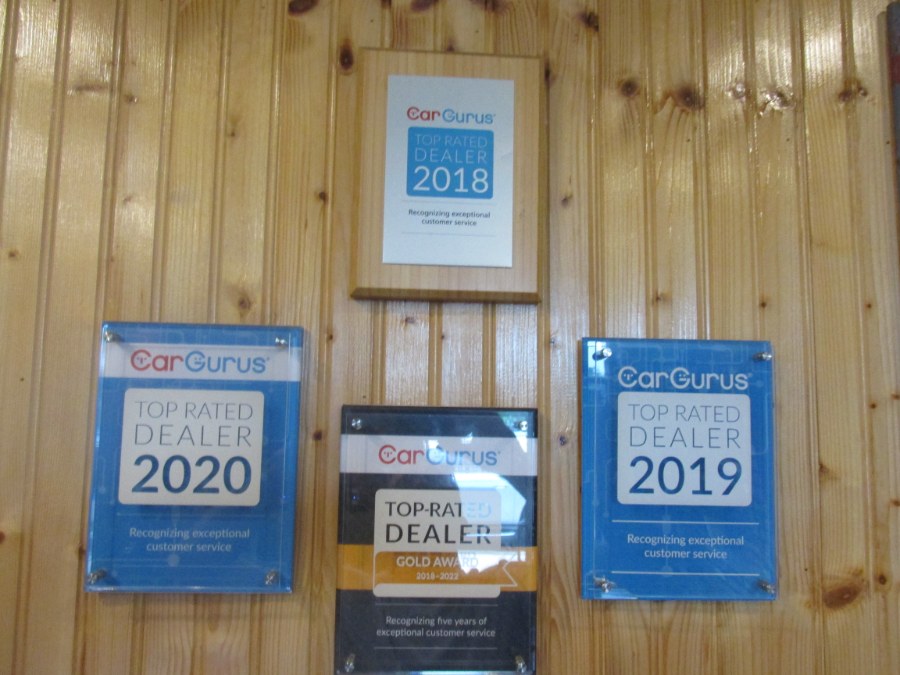 CarGurus
TOP RATED
DEALER
2018
Recognizing exceptional
customer service
CarGurus
TOP RATED
DEALER
2020
Recognizing exceptional
customer service
CarGurus
TOP-RATED
DEALER
GOLD AWARD
2018-2022
Recognizing five years of
exceptional customer service
CarGurus
TOP RATED
DEALER
2019
Recognizing exceptional
customer service